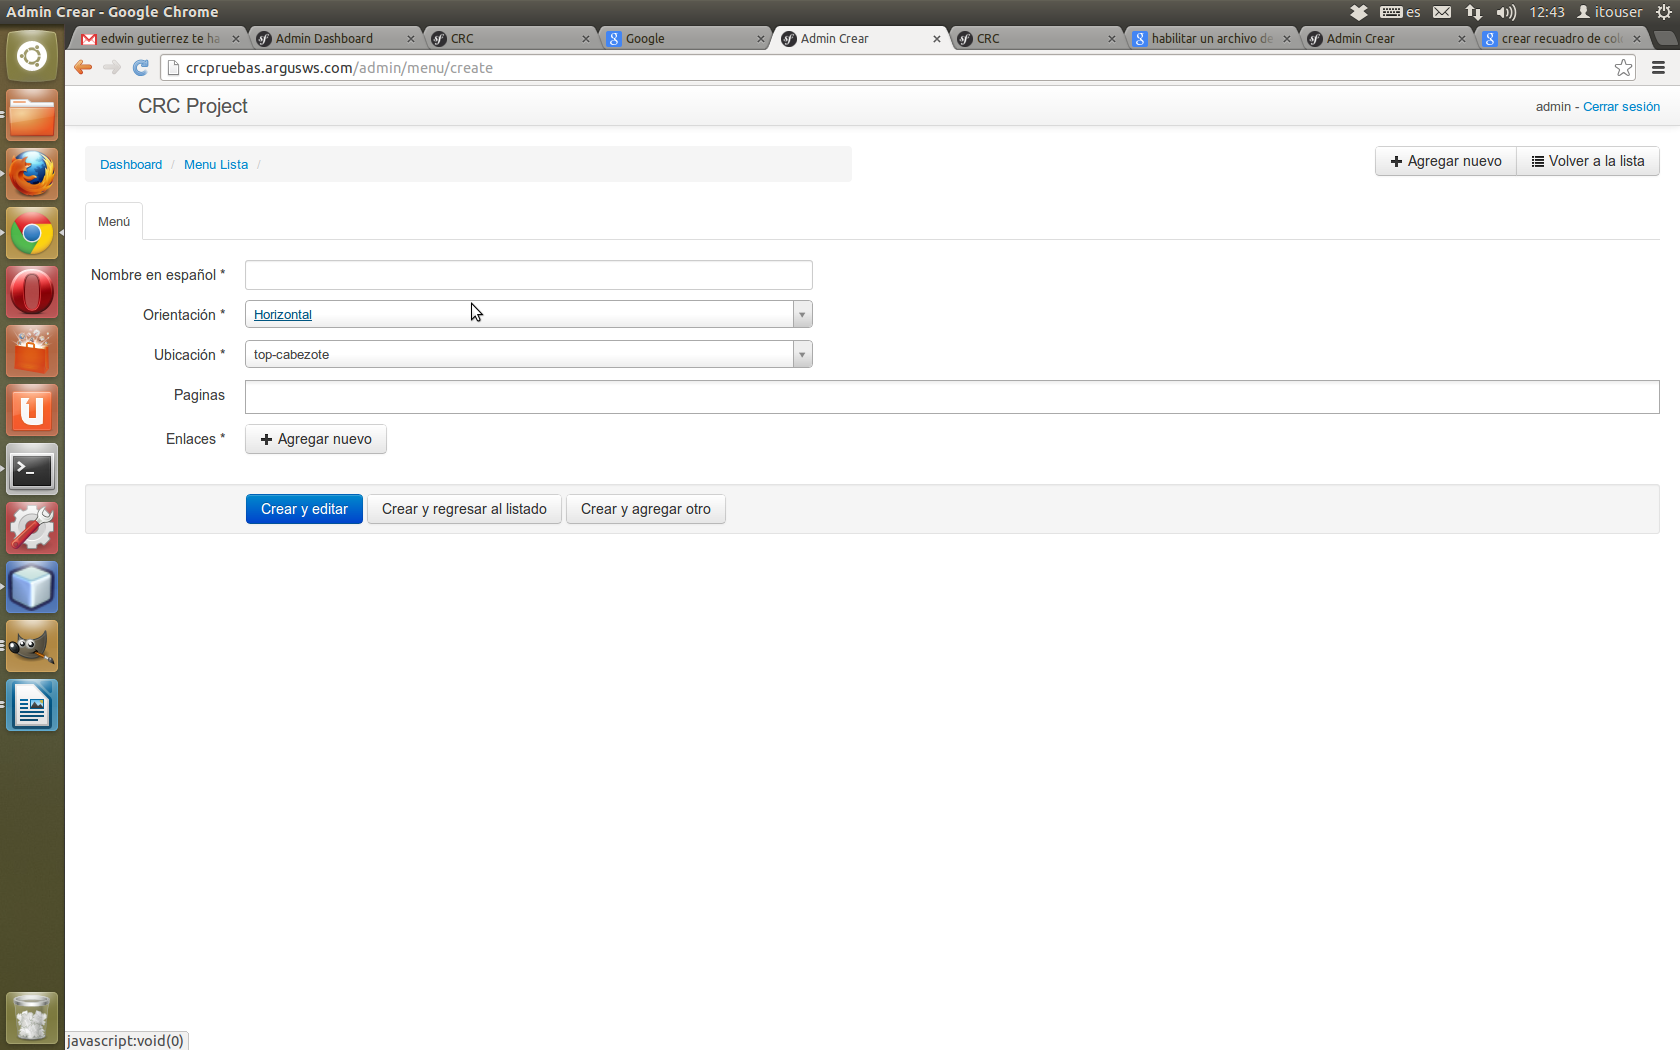 Admin Crear - Google Chrome
es
12:43
itouser
edwin gutierrez te ha
Admin Dashboard
CRC
Google
Admin Crear
CRC
habilitar un archivo de
Admin Crear
crear recuadro de colo
crcpruebas.argusws.com/admin/menu/create
CRC Project
admin - Cerrar sesión
Dashboard / Menu Lista /
Agregar nuevo
Volver a la lista
Menú
Nombre en español *
Orientación *
Horizontal
Ubicación *
top-cabezote
Paginas
Enlaces *
Agregar nuevo
Crear y editar
Crear y regresar al listado
Crear y agregar otro
javascript:void(0)